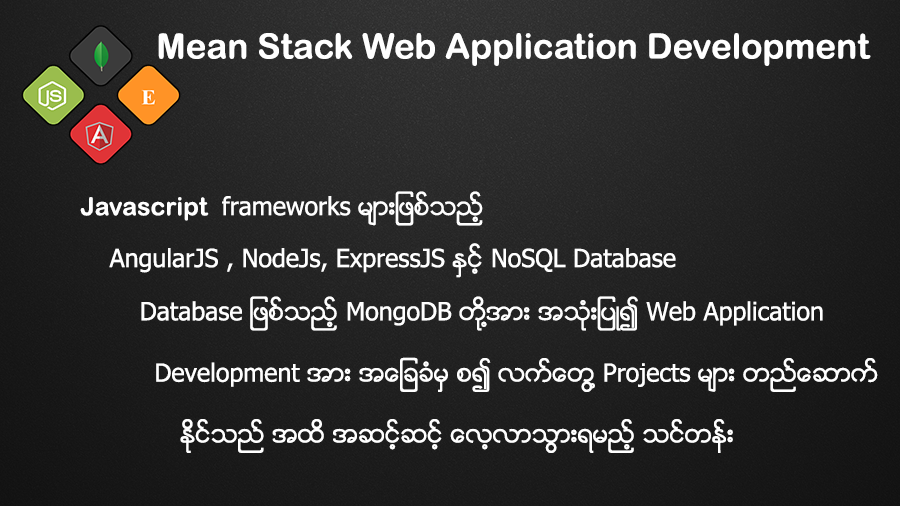 Mean Stack Web Application Development
JS
E
A
Javascript frameworks များဖြစ်သည့်
AngularJS , NodeJs, ExpressJS နှင့် NoSQL Database
Database ဖြစ်သည့် MongoDB တို့အား အသုံးပြု၍ Web Application
Development အား အခြေခံမှ စ၍ လက်တွေ့ Projects များ တည်ဆောက်
နိုင်သည် အထိ အဆင့်ဆင့် လေ့လာသွားရမည့် သင်တန်း